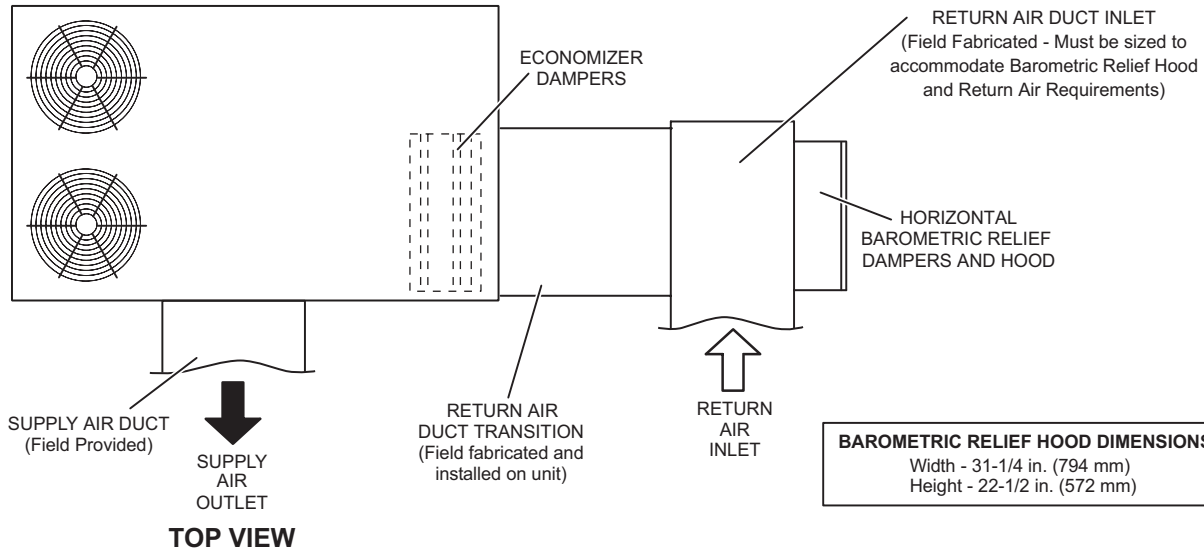 RETURN AIR DUCT INLET
(Field Fabricated - Must be sized to
accommodate Barometric Relief Hood
and Return Air Requirements)
ECONOMIZER
DAMPERS
HORIZONTAL
BAROMETRIC RELIEF
DAMPERS AND HOOD
SUPPLY AIR DUCT
(Field Provided)
SUPPLY
AIR
OUTLET
RETURN AIR
DUCT TRANSITION
(Field fabricated and
installed on unit)
RETURN
AIR
INLET
BAROMETRIC RELIEF HOOD DIMENSIONS
Width - 31-1/4 in. (794 mm)
Height - 22-1/2 in. (572 mm)
TOP VIEW